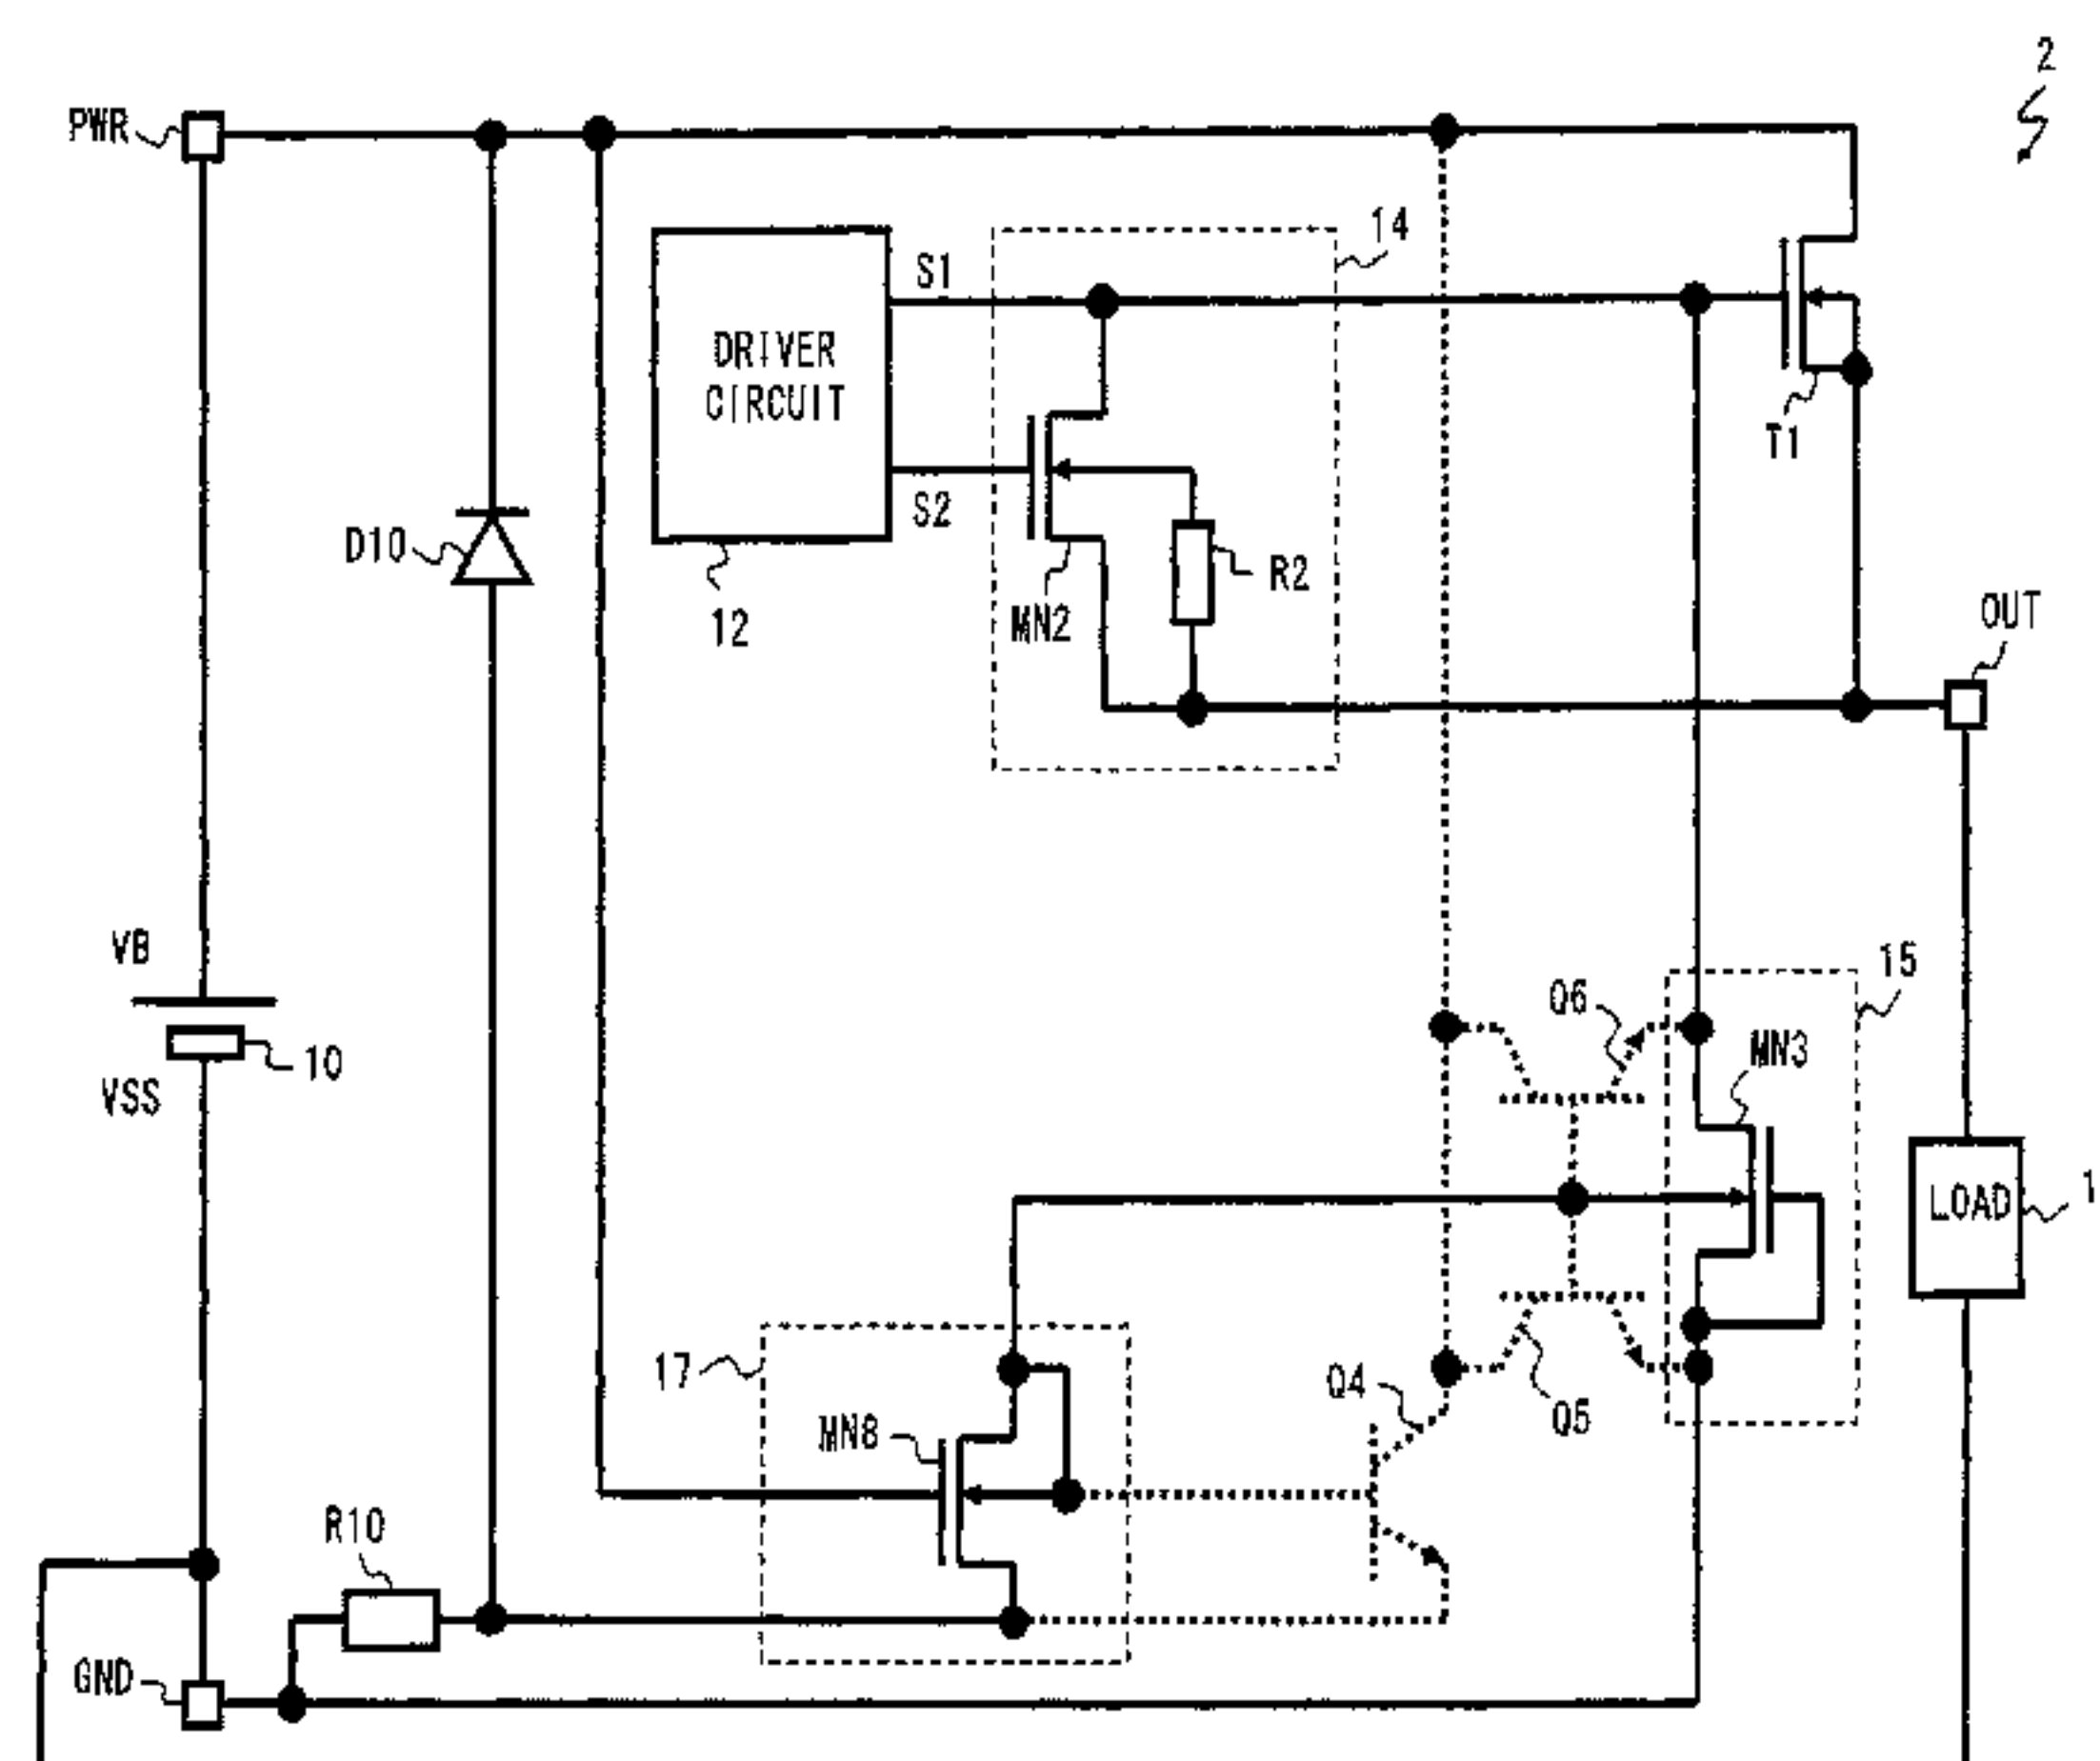 2
PWR
14
S1
DRIVER
CIRCUIT
T1
S2
D10
R2
12
MN2
OUT
VB
15
Q6
MN3
10
VSS
LOAD
1
17
Q4
Q5
MN8
R10
GND